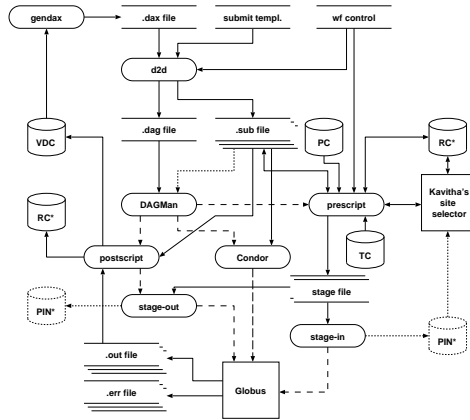 gendax
.dax file
submit templ.
wf control
d2d
VDC
.dag file
.sub file
PC
RC*
Kavitha's
site
selector
DAGMan
prescript
RC*
postscript
Condor
TC
PIN*
stage-out
stage file
stage-in
PIN*
.out file
.err file
Globus